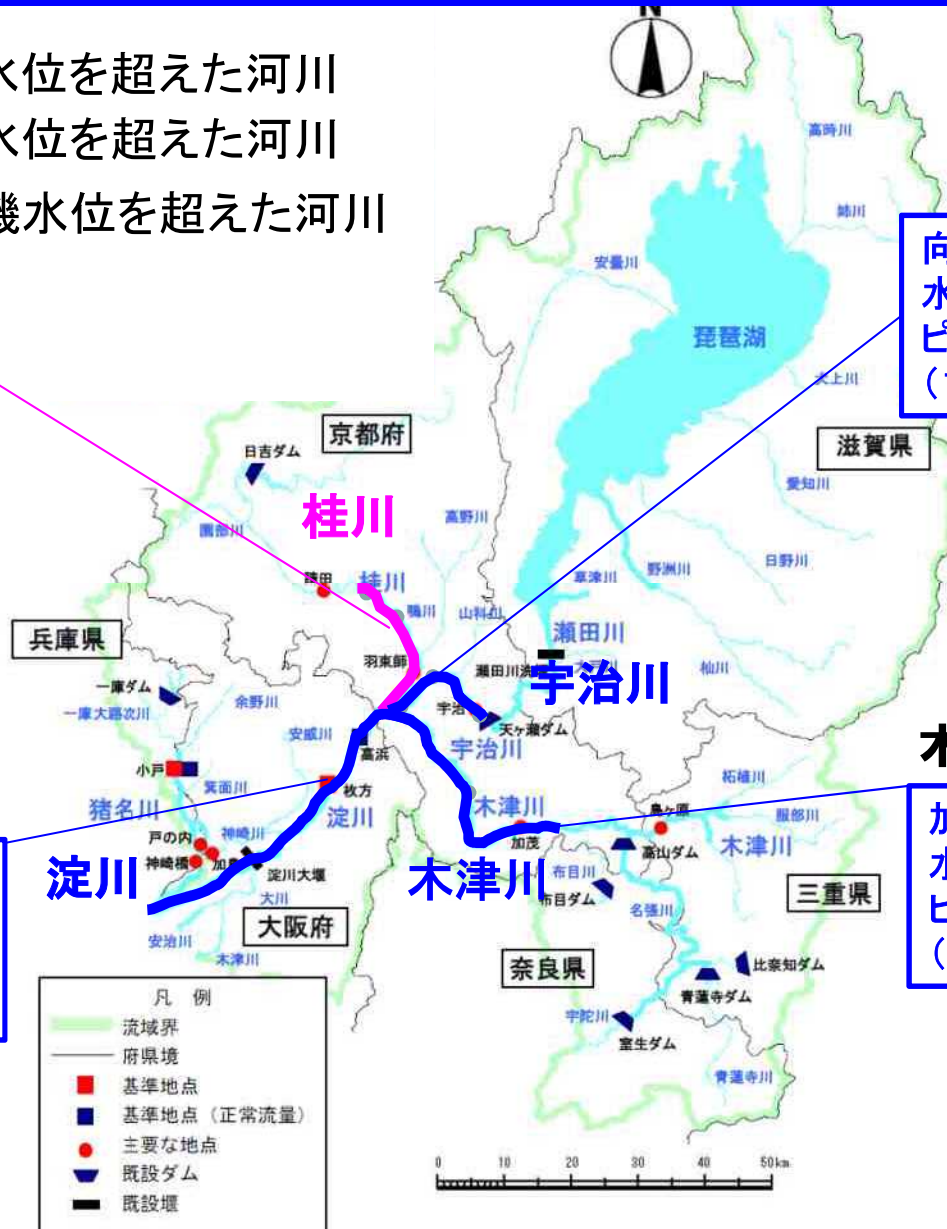 N
水位を超えた河川
水位を超えた河川
機水位を超えた河川
高時川
姉川
安曇川
向
水
ピ
琵琶湖
犬上川
京都府
滋賀県
日吉ダム
愛知川
桂川
高野川
園部川
日野川
野洲川
草津川
桂川
鴨川
山科川
瀬田川
兵庫県
羽束師
杣川
宇治川
一庫ダム
余野川
一庫大路次川
宇治
天ヶ瀬ダム
安威川
宇治川
高浜
木
小戸
柘植川
箕面川
枚方
木津川
島ヶ原
服部川
猪名川
淀川
加茂
加
戸の内
神崎川
高山ダム
木津川
水
神崎橋
淀川大堰
布目川
ピ
淀川
木津川
布目ダム
三重県
大川
名張川
大阪府
安治川
木津川
奈良県
比奈知ダム
青蓮寺ダム
凡 例
宇陀川
流域界
室生ダム
府県境
青蓮寺川
基準地点
基準地点（正常流量）
主要な地点
既設ダム
既設堰
0 10 20 30 40 50km